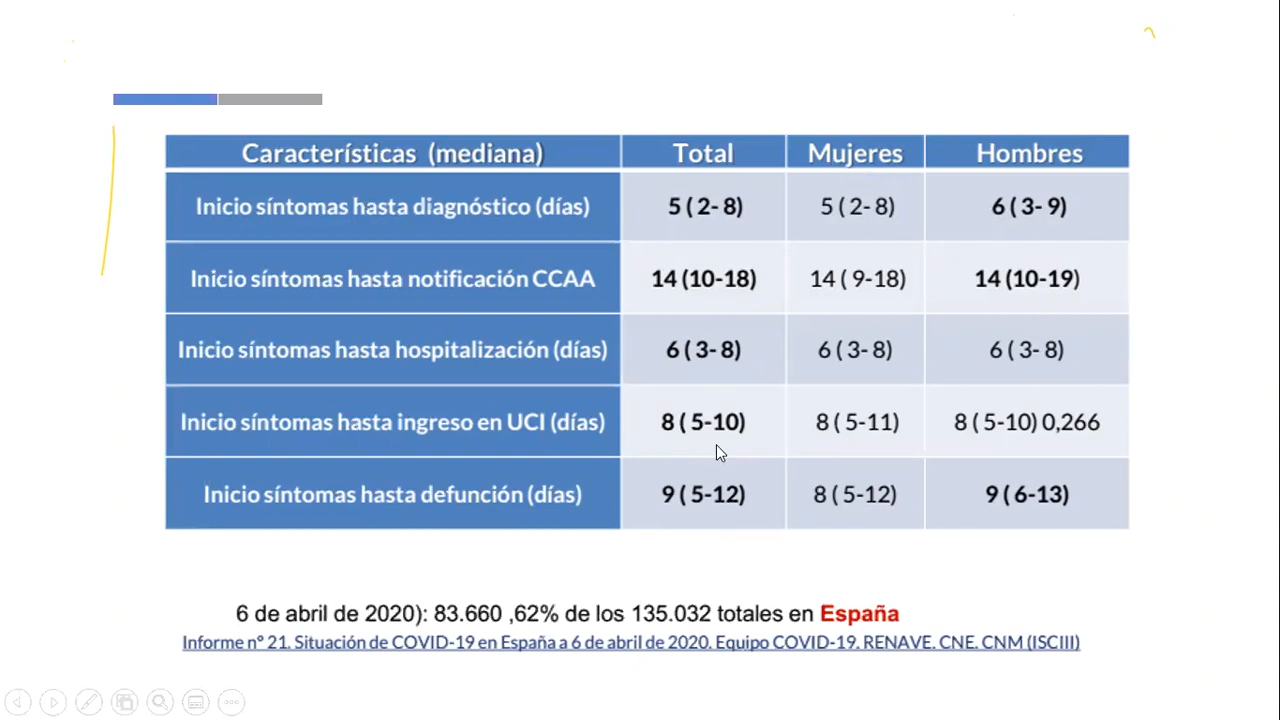 Características (mediana) Total Mujeres Hombres
Inicio síntomas hasta diagnóstico (días) 5 ( 2- 8) 5 ( 2- 8) 6 ( 3- 9)
Inicio síntomas hasta notificación CCAA 14 (10-18) 14 ( 9-18) 14 (10-19)
Inicio síntomas hasta hospitalización (días) 6 ( 3- 8) 6 ( 3- 8) 6 ( 3- 8)
Inicio síntomas hasta ingreso en UCI (días) 8 ( 5-10) 8 ( 5-11) 8 ( 5-10) 0,266
Inicio síntomas hasta defunción (días) 9 ( 5-12) 8 ( 5-12) 9 ( 6-13)
6 de abril de 2020): 83.660 ,62% de los 135.032 totales en España
Informe nº 21. Situación de COVID-19 en España a 6 de abril de 2020. Equipo COVID-19. RENAVE. CNE. CNM (ISCIII)